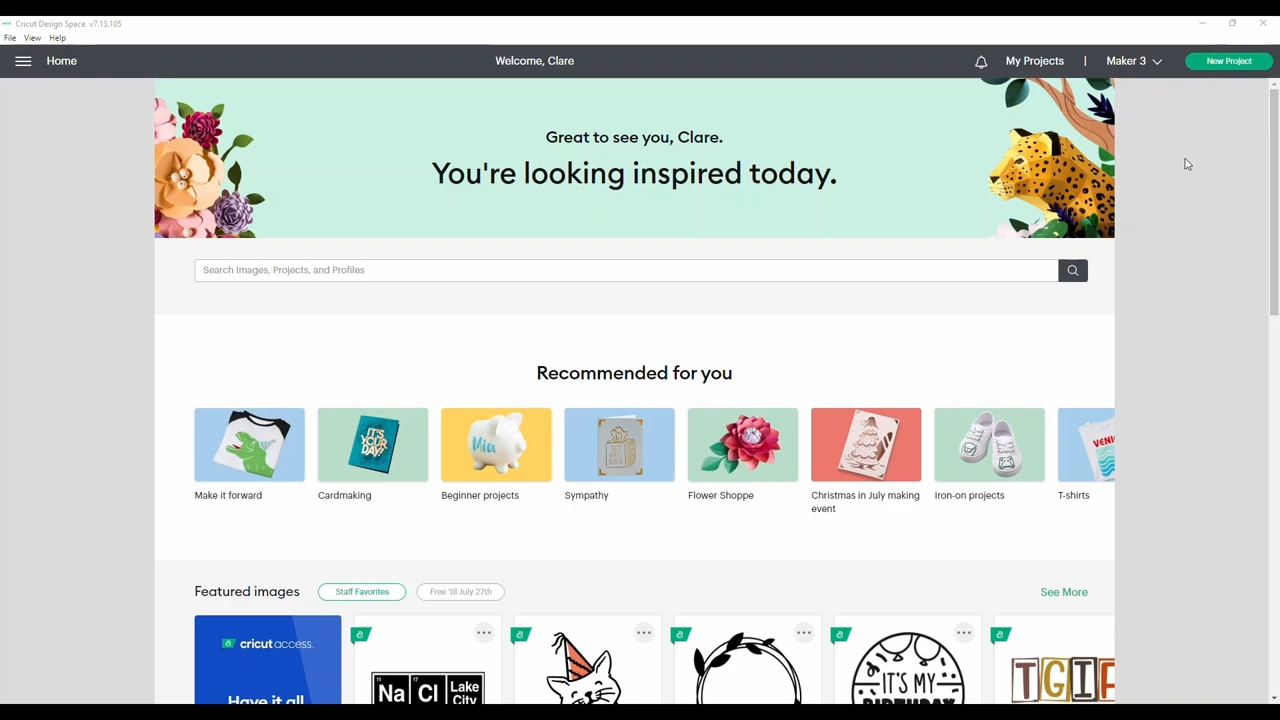 Cricut Design Space v7.13.105
File View Help
Home
Welcome, Clare
My Projects | Maker 3
New Project
Great to see you, Clare.
You're looking inspired today.
Search Images, Projects, and Profiles
Recommended for you
IT'S YOUR DAY!
Mia
VENI
Make it forward
Cardmaking
Beginner projects
Sympathy
Flower Shoppe
Christmas in July making
event
Iron-on projects
T-shirts
Featured images
Staff Favorites
Free 'till July 27th
See More
cricut access.
Have it all
11 Na 17 Cl Lake City
IT'S MY
BIRTHDAY
TGIF